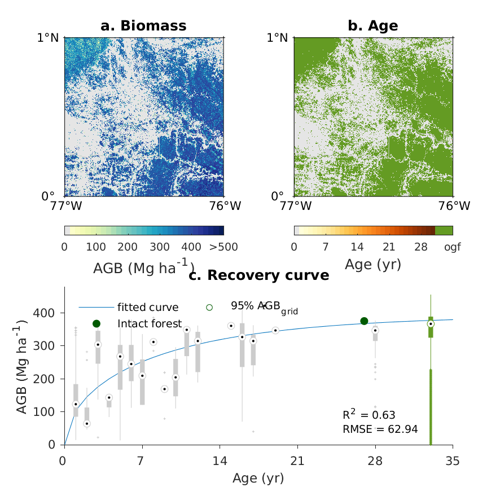 a. Biomass
b. Age
1°N
1°N
0°
0°
77°W
76°W
77°W
76°W
0 100 200 300 400 >500
0 7 14 21 28 ogf
AGB (Mg ha-1)
Age (yr)
c. Recovery curve
fitted curve
95% AGBgrid
Intact forest
AGB (Mg ha-1)
400
300
200
100
0
R2 = 0.63
RMSE = 62.94
0 7 14 21 28 35
Age (yr)